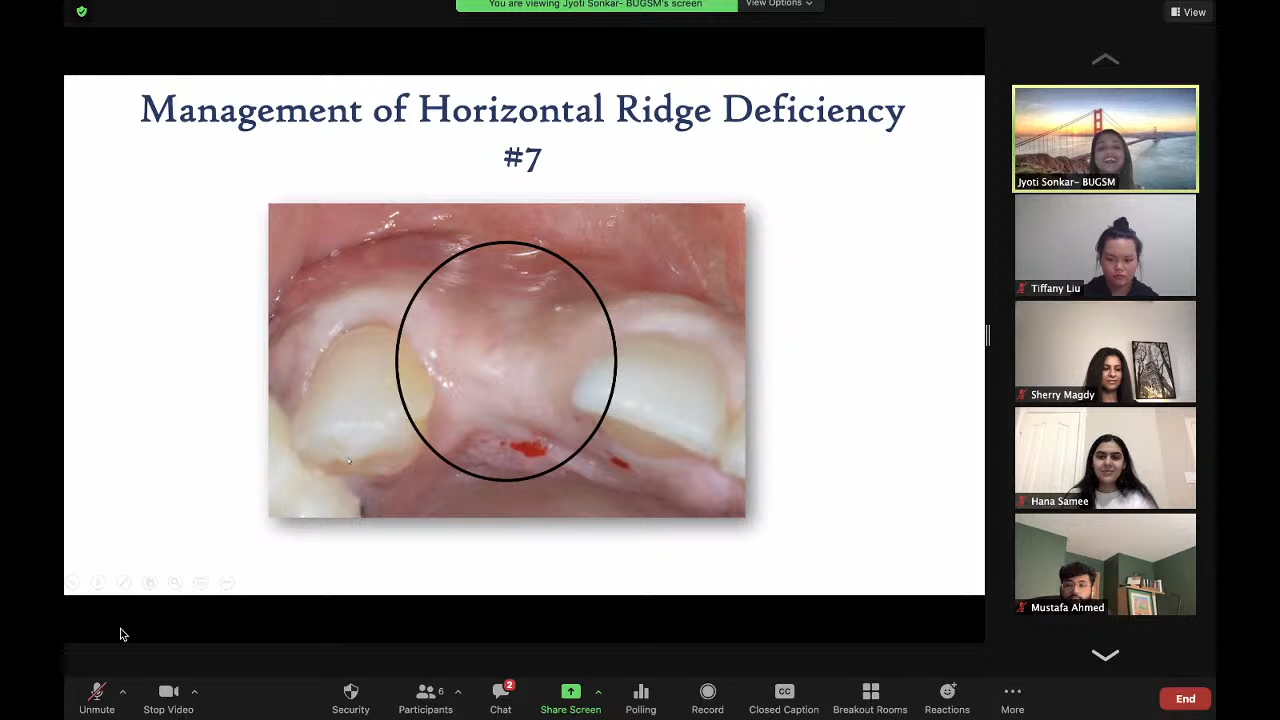 You are viewing Jyoti Sonkar- BUGSM's screen
View Options
View
Management of Horizontal Ridge Deficiency
#7
Jyoti Sonkar- BUGSM
Tiffany Liu
Sherry Magdy
Hana Samee
Mustafa Ahmed
Unmute
Stop Video
Security
6
Participants
2
Chat
Share Screen
Polling
Record
CC
Closed Caption
Breakout Rooms
Reactions
More
End